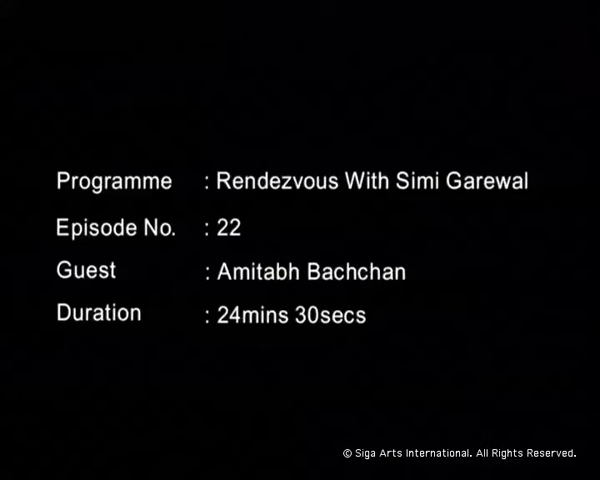 Programme : Rendezvous With Simi Garewal
Episode No. : 22
Guest : Amitabh Bachchan
Duration : 24mins 30secs
© Siga Arts International. All Rights Reserved.